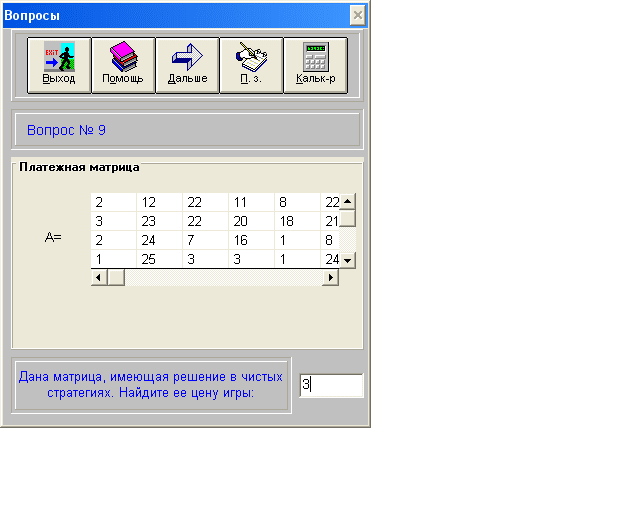 Вопросы
EXIT
Выход Помощь Дальше П. з. Кальк-р
Вопрос № 9
Платежная матрица
A=
2 12 22 11 8 22
3 23 22 20 18 21
2 24 7 16 1 8
1 25 3 3 1 24
Дана матрица, имеющая решение в чистых
стратегиях. Найдите ее цену игры:
3